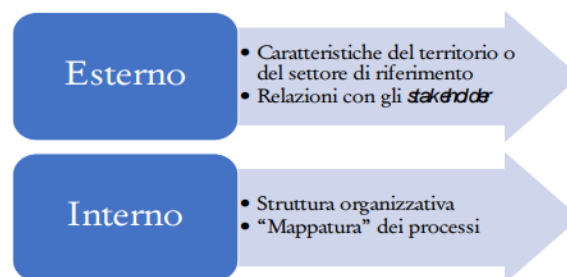 Esterno
• Caratteristiche del territorio o
del settore di riferimento
• Relazioni con gli stakeholder
Interno
• Struttura organizzativa
• “Mappatura” dei processi